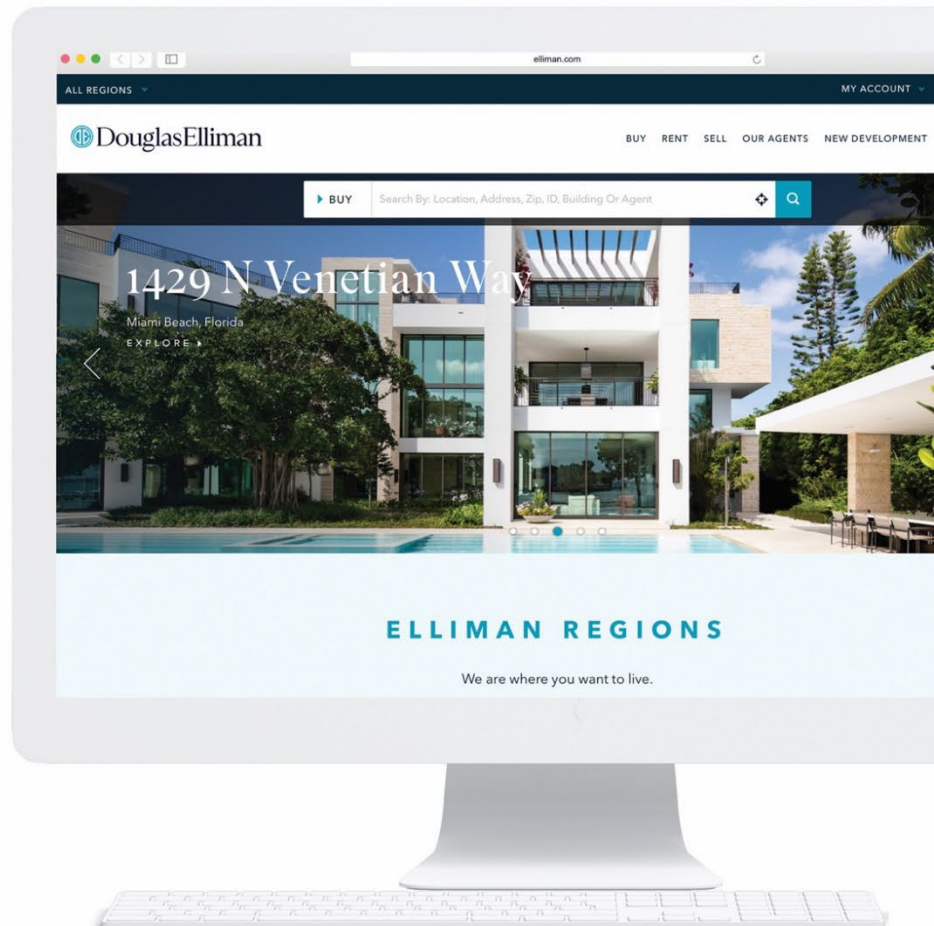 elliman.com
ALL REGIONS
MY ACCOUNT
DE DouglasElliman
BUY RENT SELL OUR AGENTS NEW DEVELOPMENT
BUY Search By: Location, Address, Zip, ID, Building Or Agent
1429 N Venetian Way
Miami Beach, Florida
EXPLORE
ELLIMAN REGIONS
We are where you want to live.